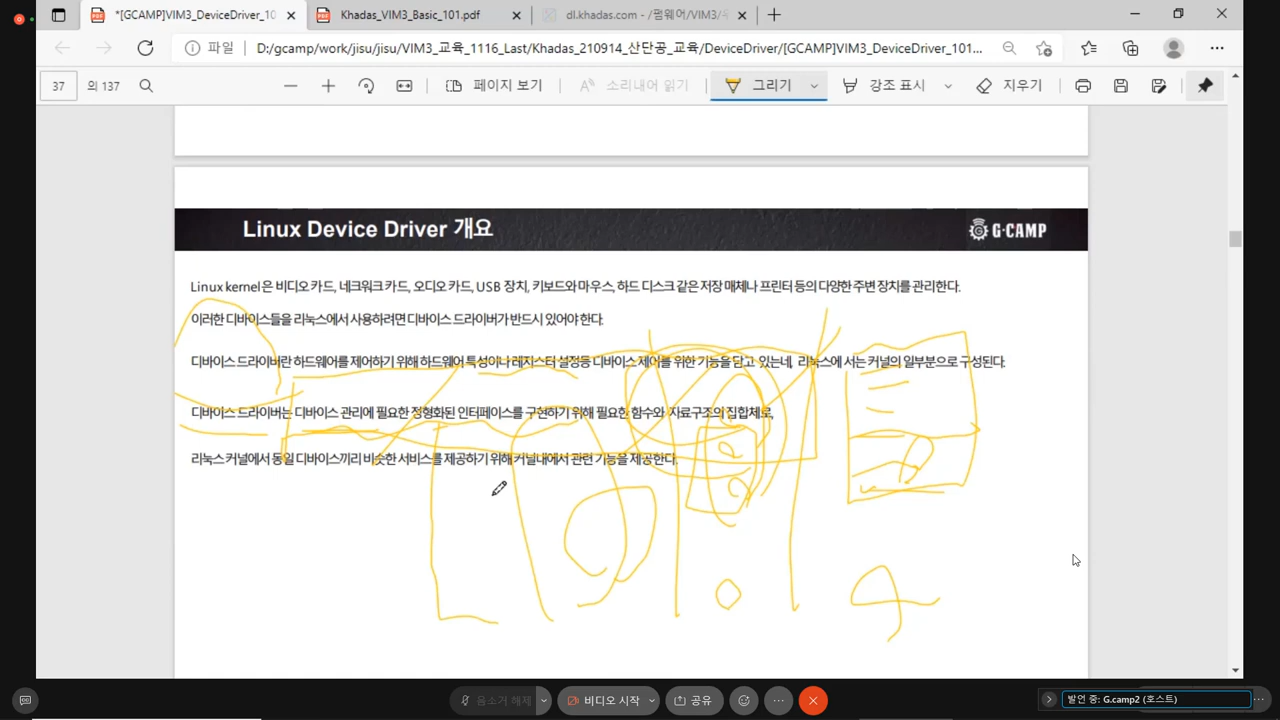 *[GCAMP]VIM3_DeviceDriver_10
Khadas_VIM3_Basic_101.pdf
dl.khadas.com - /펌웨어/VIM3/우
파일
D:/gcamp/work/jisu/jisu/VIM3_교육_1116_Last/Khadas_210914_산단공_교육/DeviceDriver/[GCAMP]VIM3_DeviceDriver_101...
37 의 137
페이지 보기
소리내어 읽기
그리기
강조 표시
지우기
Linux Device Driver 개요
G·CAMP
Linux kernel은 비디오 카드, 네크워크 카드, 오디오 카드, USB 장치, 키보드와 마우스, 하드 디스크 같은 저장 매체나 프린터 등의 다양한 주변 장치를 관리한다.
이러한 디바이스들을 리눅스에서 사용하려면 디바이스 드라이버가 반드시 있어야 한다.
디바이스 드라이버란 하드웨어를 제어하기 위해 하드웨어 특성이나 레지스터 설정등 디바이스 제어를 위한 기능을 담고 있는네, 리눅스에 서는 커널의 일부분으로 구성된다.
디바이스 드라이버는 디바이스 관리에 필요한 정형화된 인터페이스를 구현하기 위해 필요한 함수와 자료구조의 집합체로,
리눅스 커널에서 동일 디바이스끼리 비슷한 서비스를 제공하기 위해 커널내에서 관련 기능을 제공한다.
음소거 해제
비디오 시작
공유
발언 중: G.camp2 (호스트)